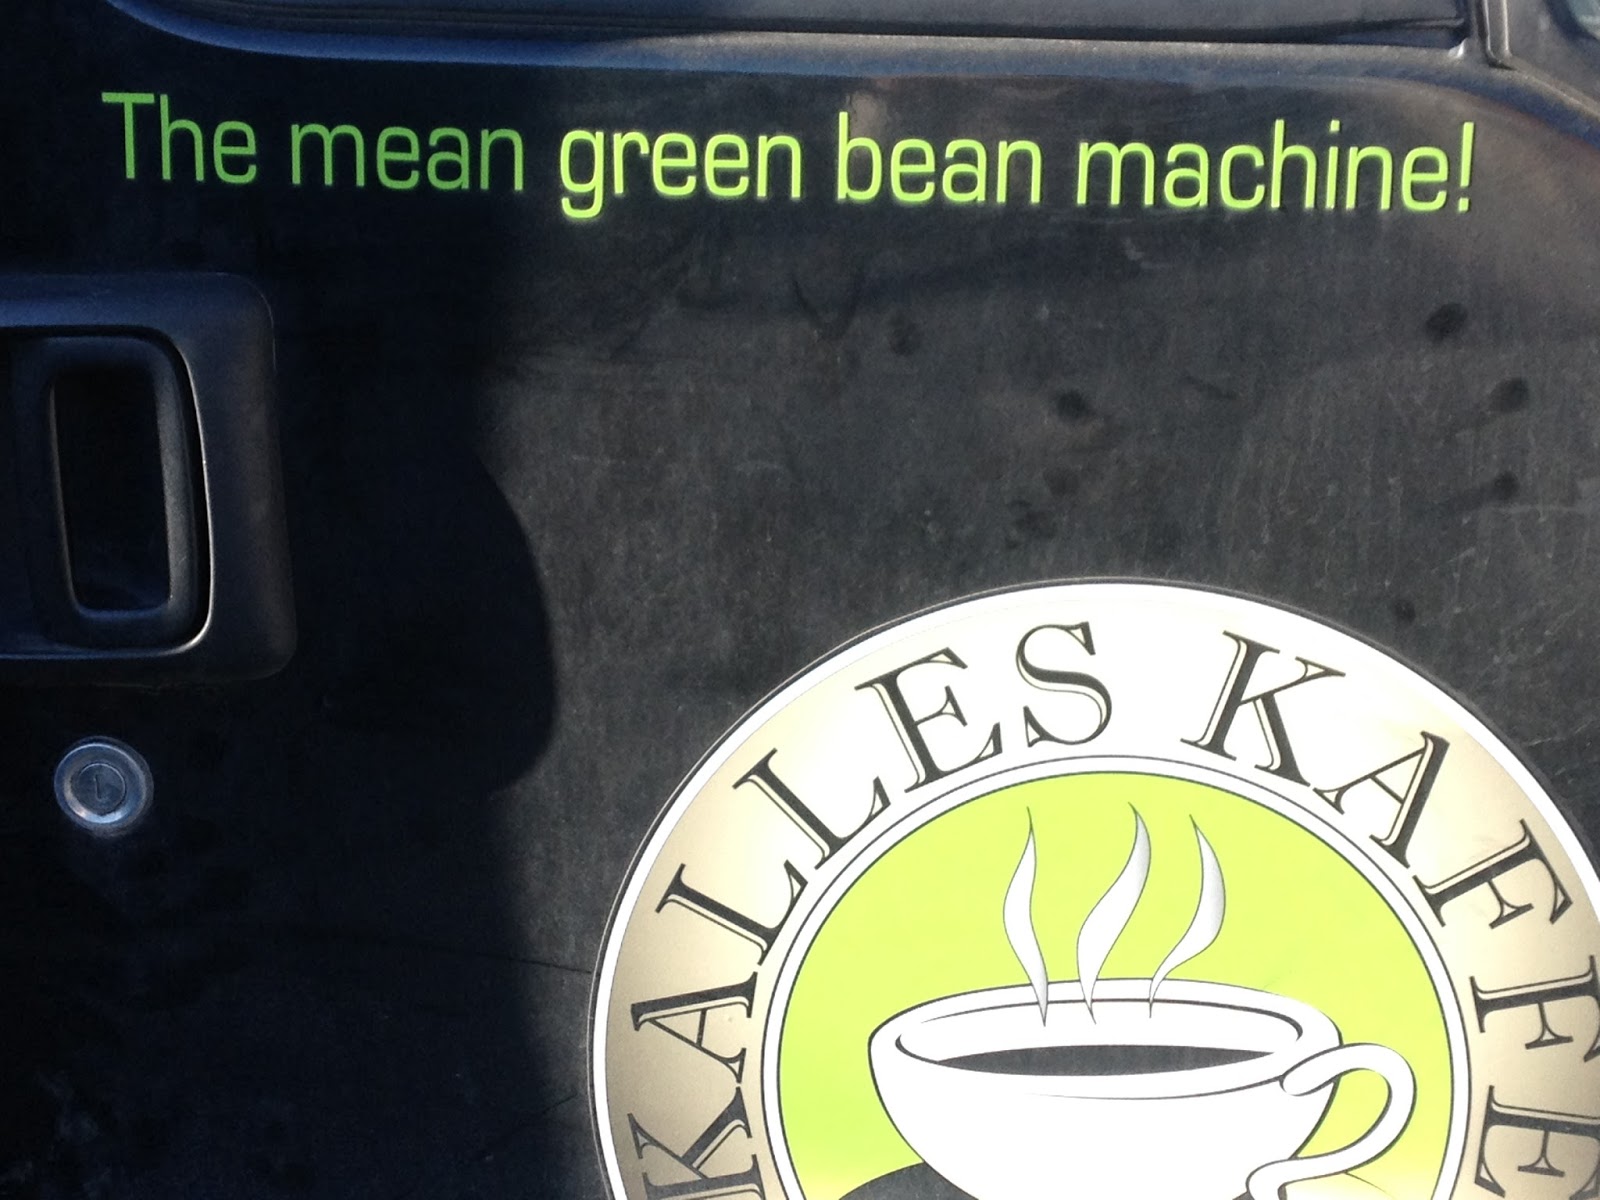 The mean green bean machine!
KALLES KAFFE